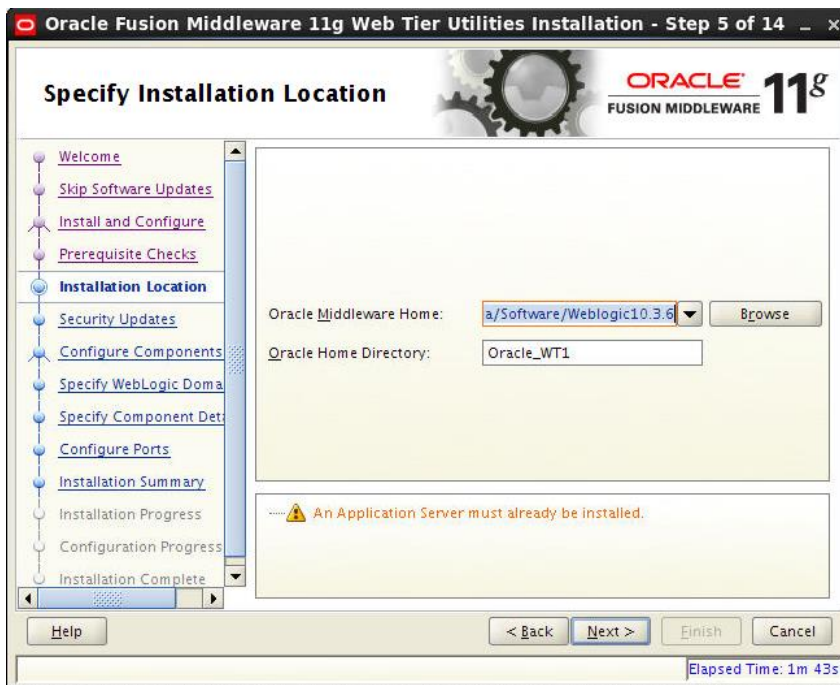 Oracle Fusion Middleware 11g Web Tier Utilities Installation - Step 5 of 14
Specify Installation Location
ORACLE
FUSION MIDDLEWARE 11g
Welcome
Skip Software Updates
Install and Configure
Prerequisite Checks
Installation Location
Security Updates
Configure Components
Specify WebLogic Doma
Specify Component Deta
Configure Ports
Installation Summary
Installation Progress
Configuration Progress
Installation Complete
Oracle Middleware Home: a/Software/Weblogic10.3.6 Browse
Oracle Home Directory: Oracle_WT1
An Application Server must already be installed.
Help < Back Next > Finish Cancel
Elapsed Time: 1m 43s